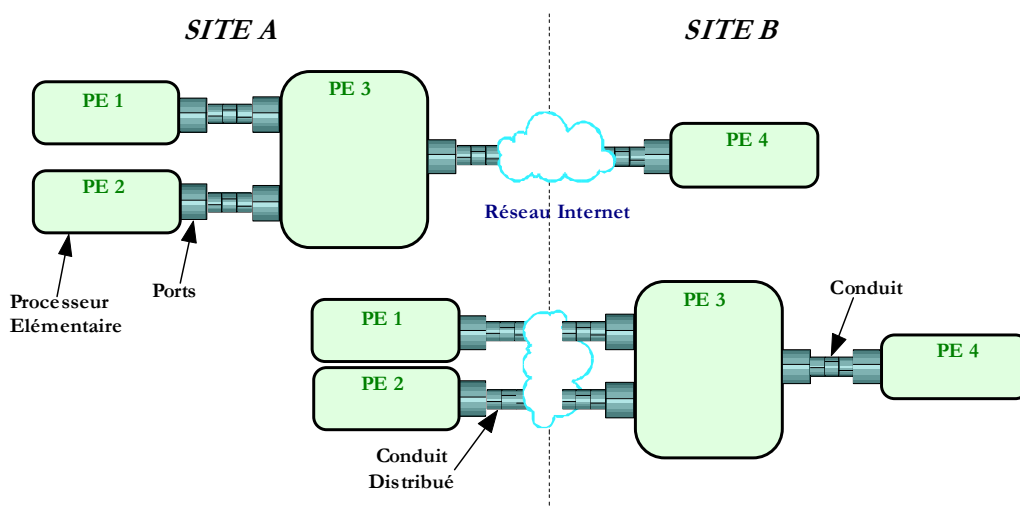 SITE A
SITE B
PE 1
PE 3
PE 4
PE 2
Réseau Internet
Ports
Processeur
Elémentaire
PE 1
PE 3
Conduit
PE 4
PE 2
Conduit
Distribué